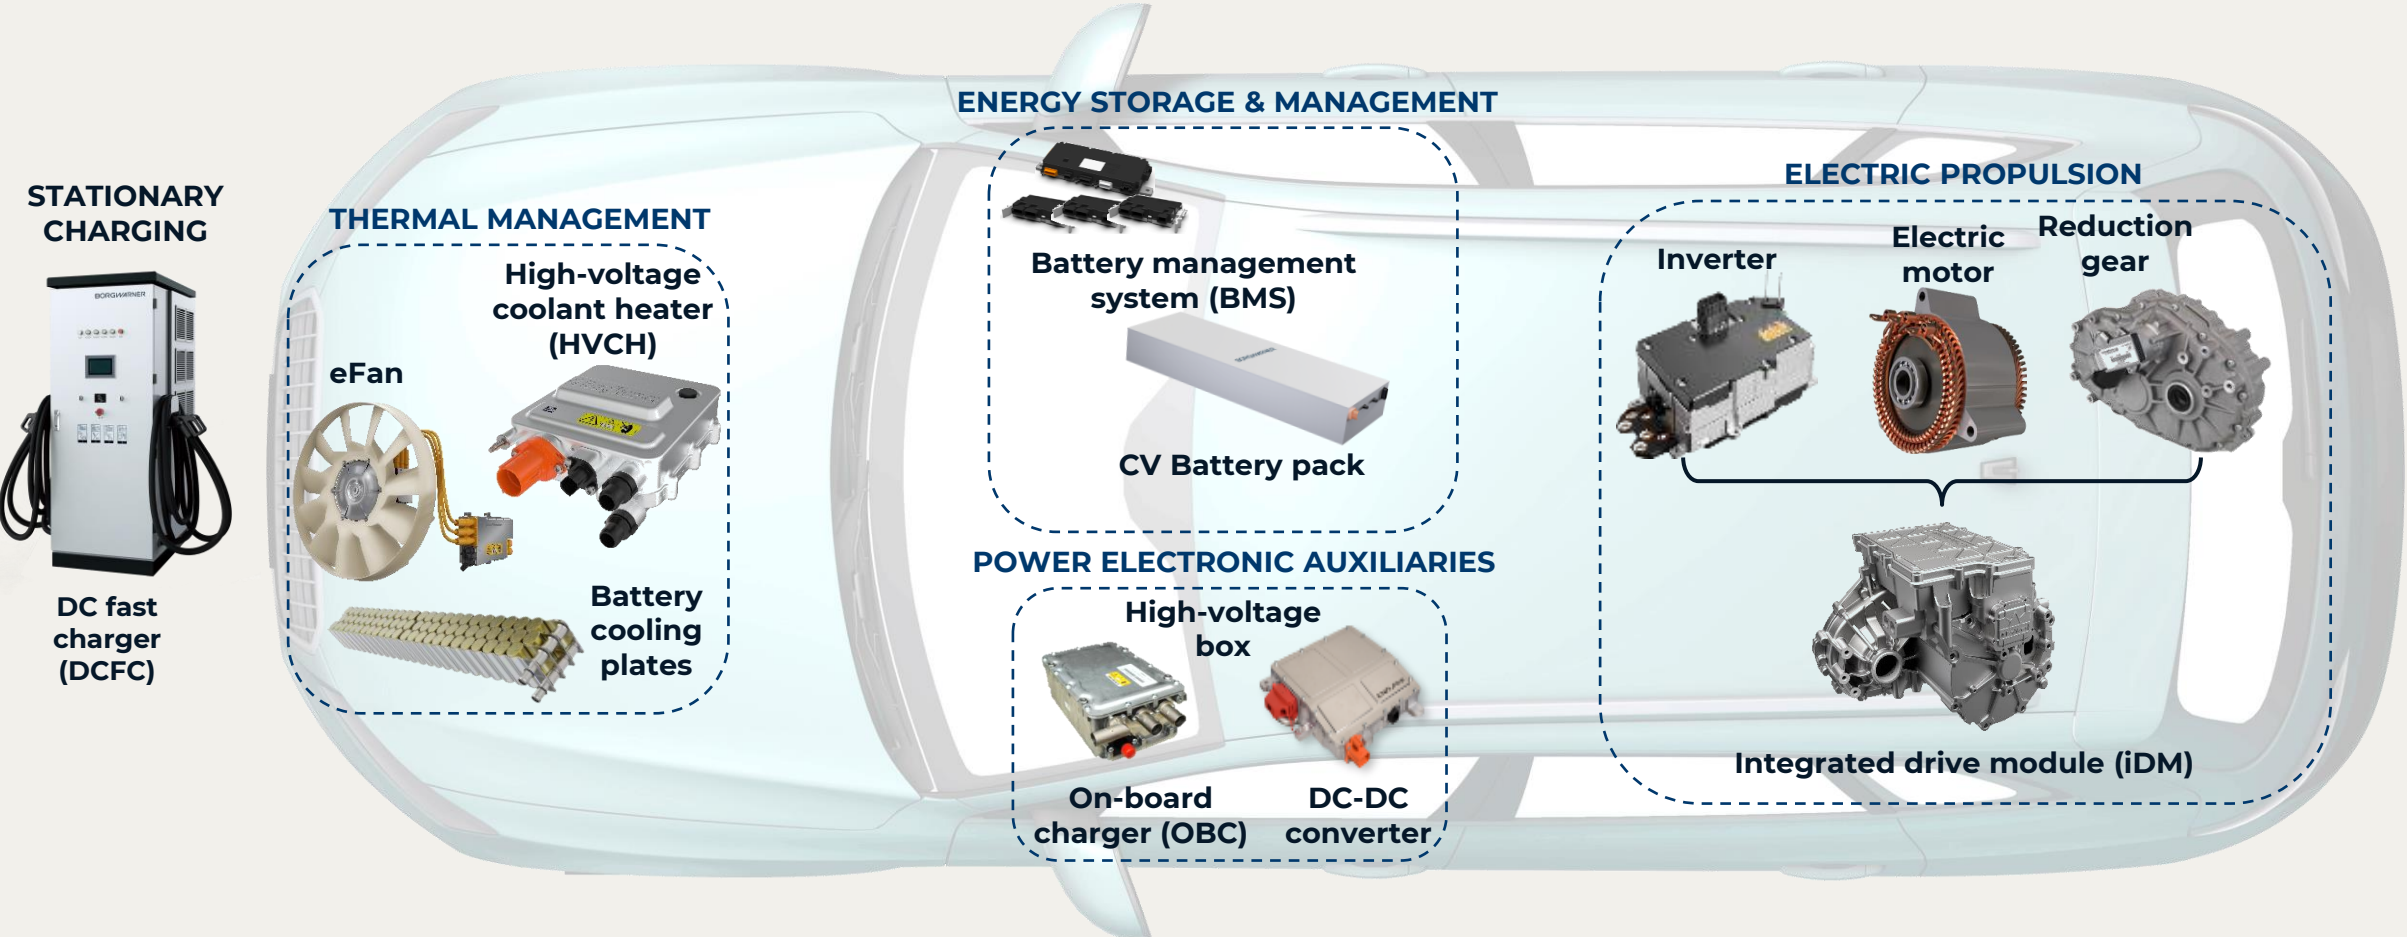 STATIONARY
CHARGING
BORGWARNER
DC fast
charger
(DCFC)
THERMAL MANAGEMENT
High-voltage
coolant heater
(HVCH)
eFan
Battery
cooling
plates
ENERGY STORAGE & MANAGEMENT
Battery management
system (BMS)
BORGWARNER
CV Battery pack
POWER ELECTRONIC AUXILIARIES
High-voltage
box
On-board
charger (OBC)
DC-DC
converter
ELECTRIC PROPULSION
Inverter
Electric
motor
Reduction
gear
Integrated drive module (iDM)